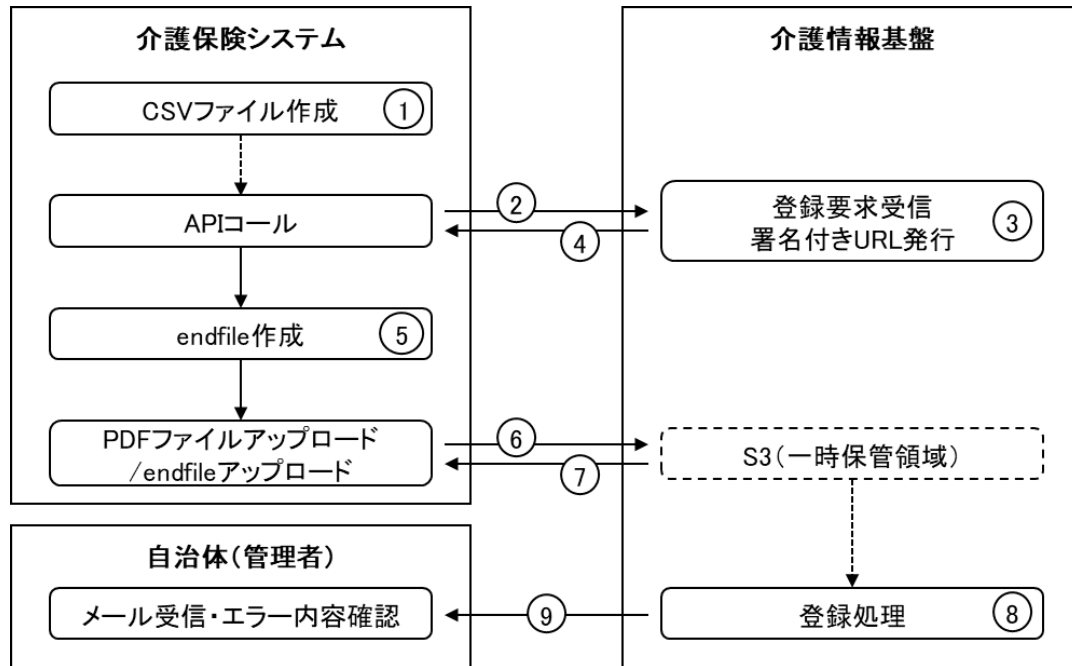 介護保険システム
介護情報基盤
CSVファイル作成
①
APIコール
②
④
登録要求受信
署名付きURL発行
③
endfile作成
⑤
PDFファイルアップロード
/endfileアップロード
⑥
⑦
S3（一時保管領域）
自治体（管理者）
メール受信・エラー内容確認
⑨
登録処理
⑧